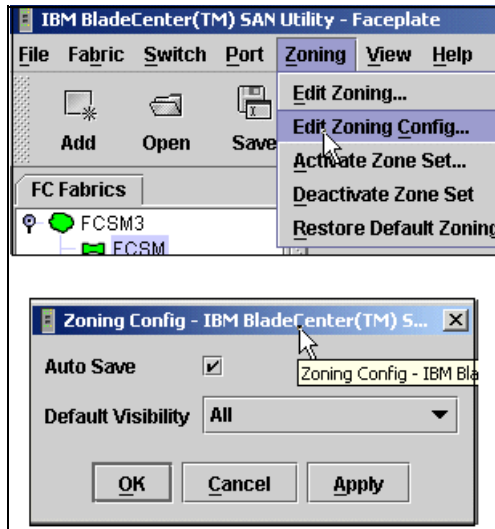 IBM BladeCenter(TM) SAN Utility - Faceplate
File Fabric Switch Port Zoning View Help
Add Open Save
Edit Zoning...
Edit Zoning Config...
Activate Zone Set...
Deactivate Zone Set
Restore Default Zoning
FC Fabrics
FCSM3
FCSM
Zoning Config - IBM BladeCenter(TM) S...
Auto Save
Zoning Config - IBM Bla
Default Visibility All
OK Cancel Apply